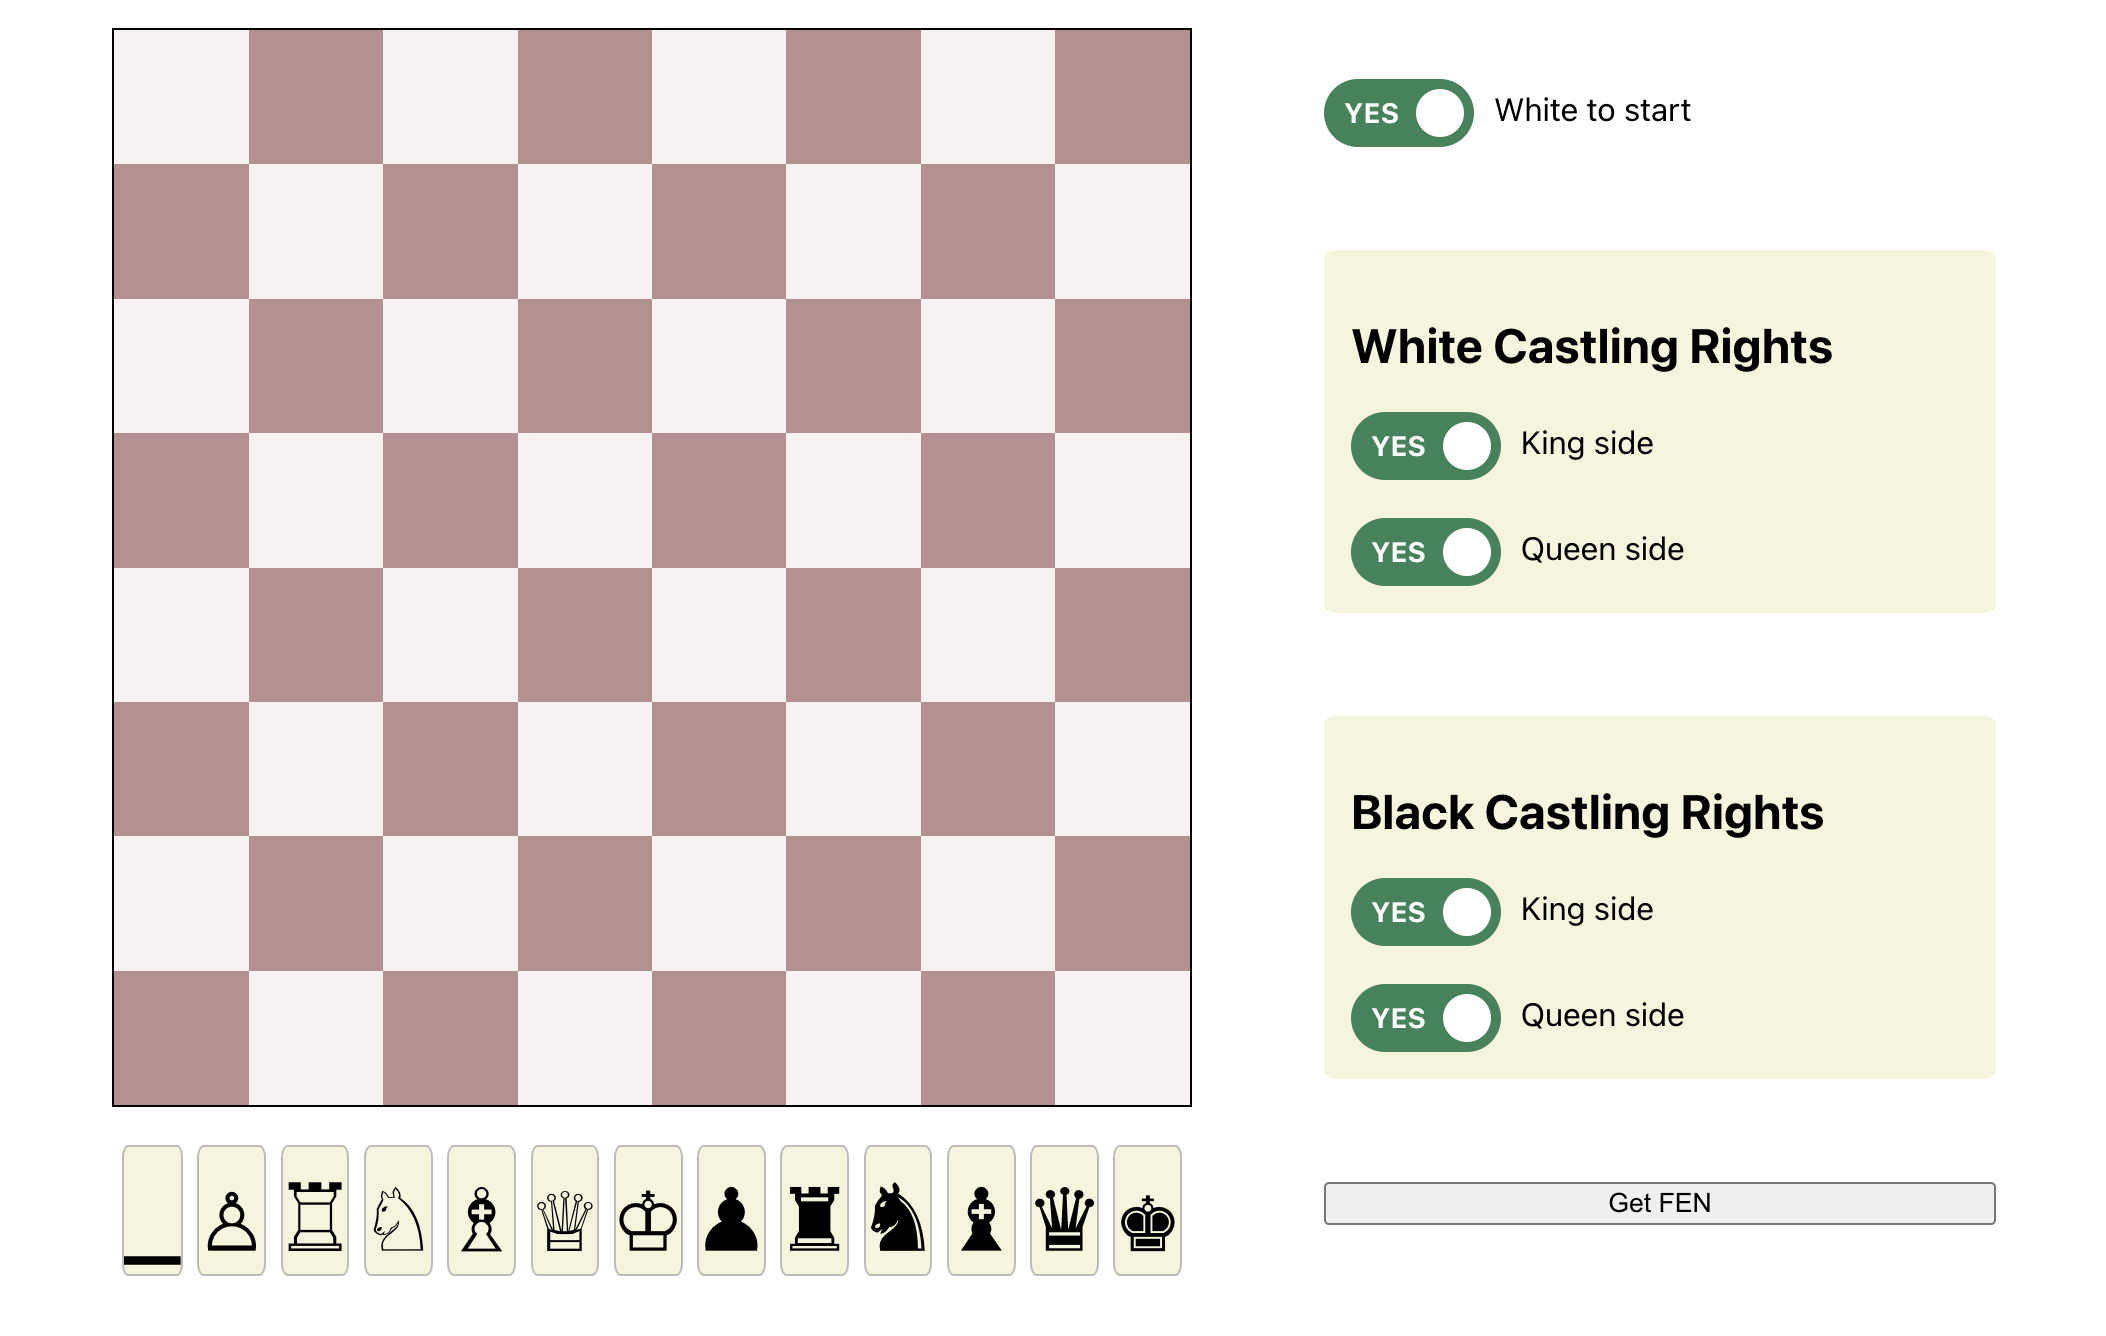 YES White to start
White Castling Rights
YES King side
YES Queen side
Black Castling Rights
YES King side
YES Queen side
_ ♙ ♖ ♘ ♗ ♕ ♔ ♟ ♜ ♞ ♝ ♛ ♚
Get FEN